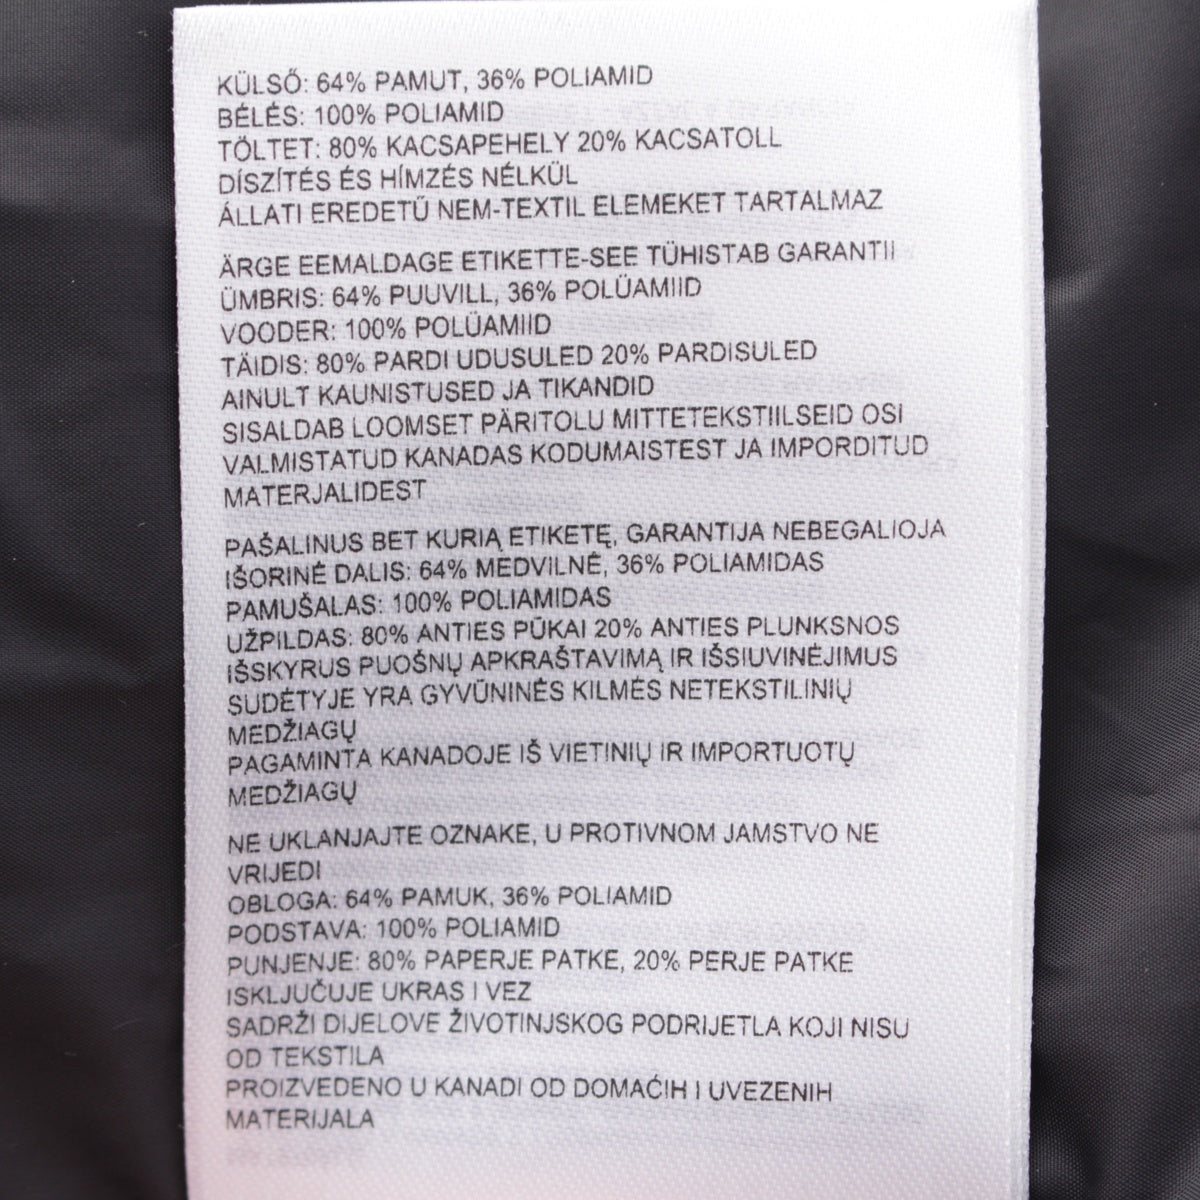 KÜLSŐ: 64% PAMUT, 36% POLIAMID
BÉLÉS: 100% POLIAMID
TÖLTET: 80% KACSAPEHELY 20% KACSATOLL
DÍSZÍTÉS ÉS HÍMZÉS NÉLKÜL
ÁLLATI EREDETŰ NEM-TEXTIL ELEMEKET TARTALMAZ
ÄRGE EEMALDAGE ETIKETTE-SEE TÜHISTAB GARANTII
ÜMBRIS: 64% PUUVILL, 36% POLÜAMIID
VOODER: 100% POLÜAMIID
TÄIDIS: 80% PARDI UDUSULED 20% PARDISULED
AINULT KAUNISTUSED JA TIKANDID
SISALDAB LOOMSET PÄRITOLU MITTETEKSTIILSEID OSI
VALMISTATUD KANADAS KODUMAISTEST JA IMPORDITUD
MATERJALIDEST
PAŠALINUS BET KURIĄ ETIKETĘ, GARANTIJA NEBEGALIOJA
IŠORINĖ DALIS: 64% MEDVILNĖ, 36% POLIAMIDAS
PAMUŠALAS: 100% POLIAMIDAS
UŽPILDAS: 80% ANTIES PŪKAI 20% ANTIES PLUNKSNOS
IŠSKYRUS PUOŠNŲ APKRAŠTAVIMĄ IR IŠSIUVINĖJIMUS
SUDĖTYJE YRA GYVŪNINĖS KILMĖS NETEKSTILINIŲ
MEDŽIAGŲ
PAGAMINTA KANADOJE IŠ VIETINIŲ IR IMPORTUOTŲ
MEDŽIAGŲ
NE UKLANJAJTE OZNAKE, U PROTIVNOM JAMSTVO NE
VRIJEDI
OBLOGA: 64% PAMUK, 36% POLIAMID
PODSTAVA: 100% POLIAMID
PUNJENJE: 80% PAPERJE PATKE, 20% PERJE PATKE
ISKLJUČUJE UKRAS I VEZ
SADRŽI DIJELOVE ŽIVOTINJSKOG PODRIJETLA KOJI NISU
OD TEKSTILA
PROIZVEDENO U KANADI OD DOMAĆIH I UVEZENIH
MATERIJALA